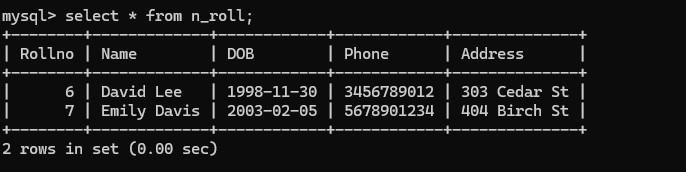 mysql> select * from n_roll;
+--------+-------------+------------+------------+--------------+
| Rollno | Name        | DOB        | Phone      | Address      |
+--------+-------------+------------+------------+--------------+
|      6 | David Lee   | 1998-11-30 | 3456789012 | 303 Cedar St |
|      7 | Emily Davis | 2003-02-05 | 5678901234 | 404 Birch St |
+--------+-------------+------------+------------+--------------+
2 rows in set (0.00 sec)